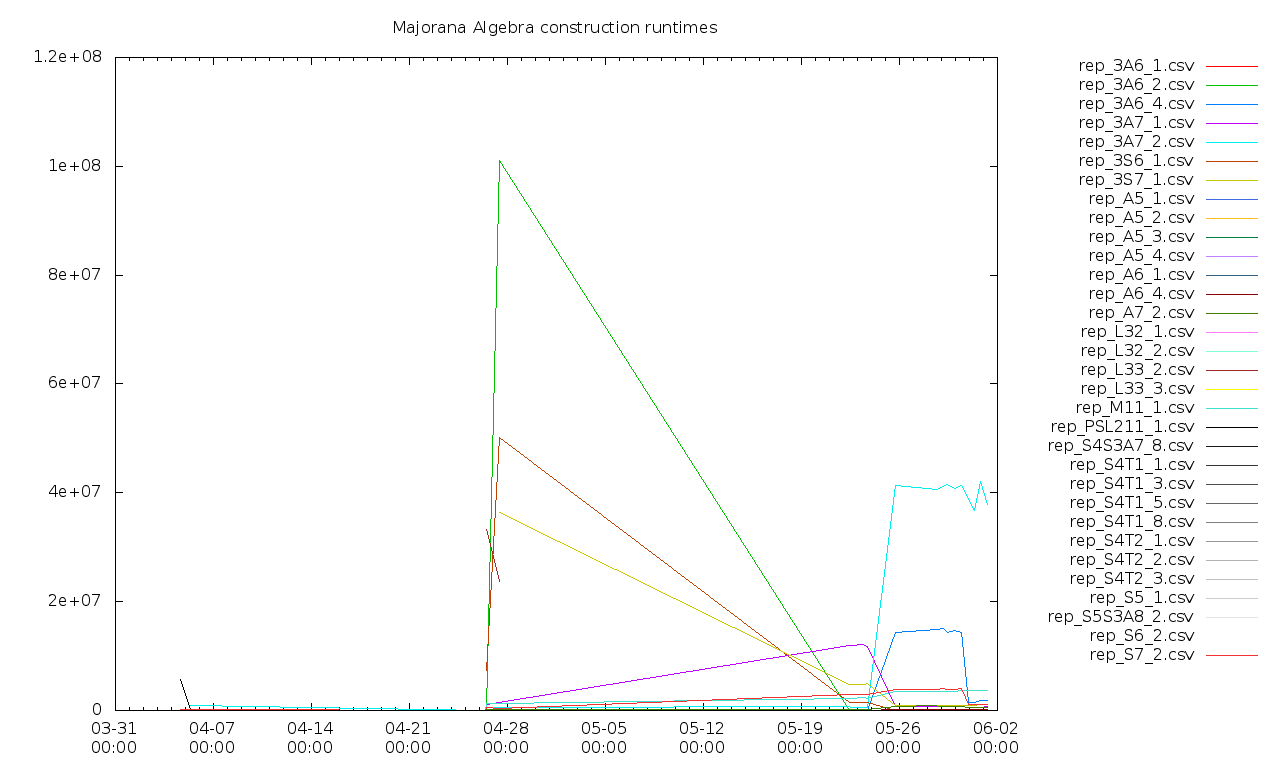 Majorana Algebra construction runtimes
1.2e+08
1e+08
8e+07
6e+07
4e+07
2e+07
0
03-31 04-07 04-14 04-21 04-28 05-05 05-12 05-19 05-26 06-02
00:00 00:00 00:00 00:00 00:00 00:00 00:00 00:00 00:00 00:00
rep_3A6_1.csv
rep_3A6_2.csv
rep_3A6_4.csv
rep_3A7_1.csv
rep_3A7_2.csv
rep_3S6_1.csv
rep_3S7_1.csv
rep_A5_1.csv
rep_A5_2.csv
rep_A5_3.csv
rep_A5_4.csv
rep_A6_1.csv
rep_A6_4.csv
rep_A7_2.csv
rep_L32_1.csv
rep_L32_2.csv
rep_L33_2.csv
rep_L33_3.csv
rep_M11_1.csv
rep_PSL211_1.csv
rep_S4S3A7_8.csv
rep_S4T1_1.csv
rep_S4T1_3.csv
rep_S4T1_5.csv
rep_S4T1_8.csv
rep_S4T2_1.csv
rep_S4T2_2.csv
rep_S4T2_3.csv
rep_S5_1.csv
rep_S5S3A8_2.csv
rep_S6_2.csv
rep_S7_2.csv